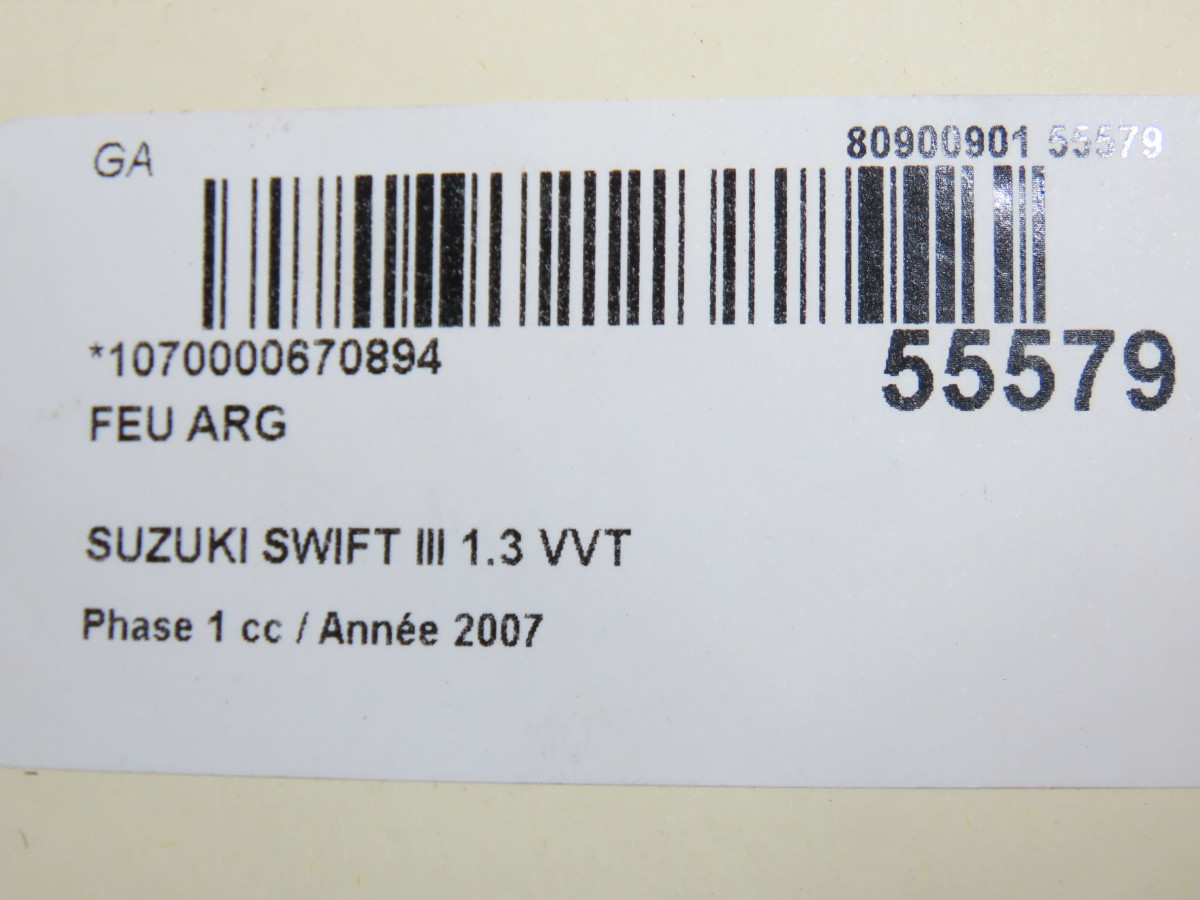 GA
80900901 55579
*1070000670894
55579
FEU ARG
SUZUKI SWIFT III 1.3 VVT
Phase 1 cc / Année 2007